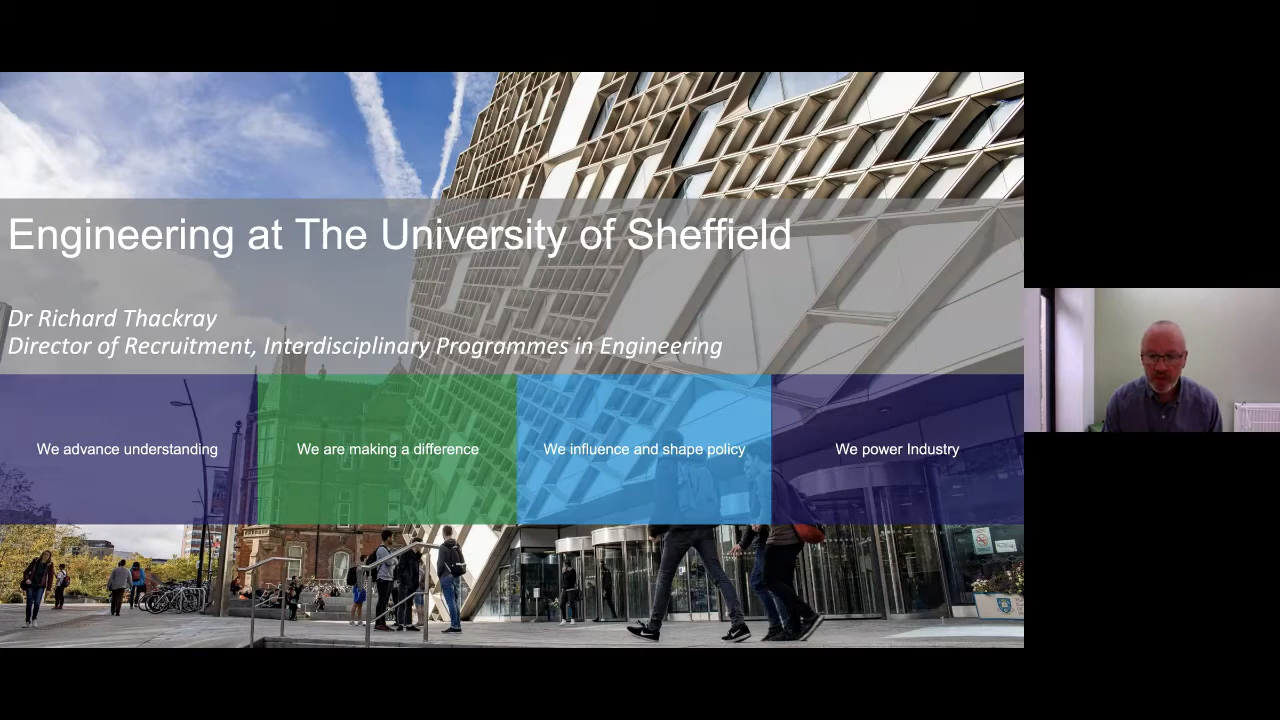 Engineering at The University of Sheffield
Dr Richard Thackray
Director of Recruitment, Interdisciplinary Programmes in Engineering
We advance understanding
We are making a difference
We influence and shape policy
We power Industry